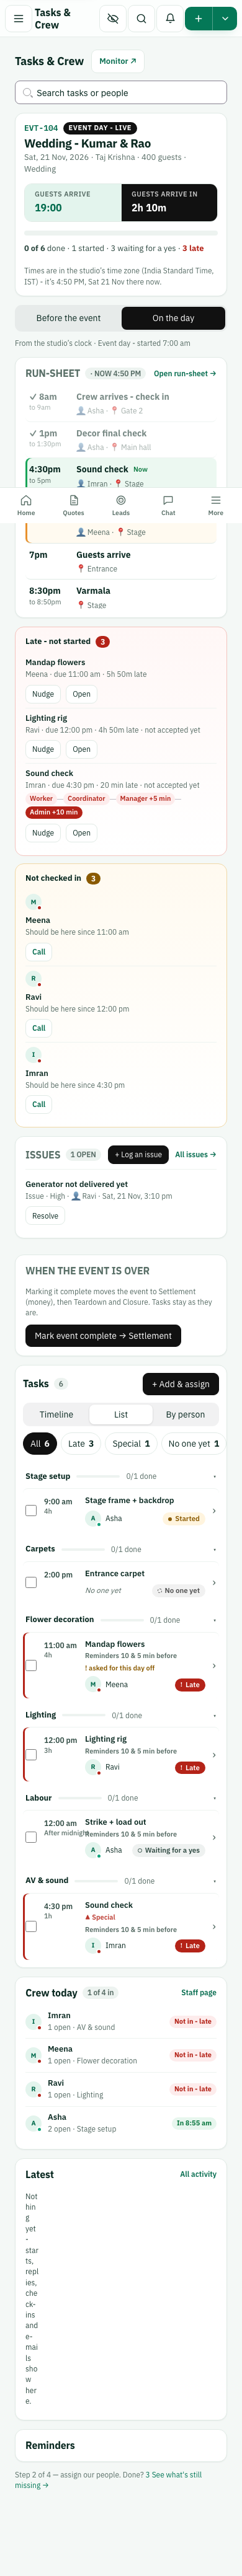 Tasks &
Crew
Tasks & Crew
Monitor ↗
Search tasks or people
EVT-104
EVENT DAY - LIVE
Wedding - Kumar & Rao
Sat, 21 Nov, 2026 · Taj Krishna · 400 guests ·
Wedding
GUESTS ARRIVE
19:00
GUESTS ARRIVE IN
2h 10m
0 of 6 done · 1 started · 3 waiting for a yes · 3 late
Times are in the studio's time zone (India Standard Time,
IST) - it's 4:50 PM, Sat 21 Nov there now.
Before the event
On the day
From the studio's clock · Event day - started 7:00 am
RUN-SHEET
· NOW 4:50 PM
Open run-sheet →
✓ 8am
to 9am
Crew arrives - check in
Asha · Gate 2
✓ 1pm
to 1:30pm
Decor final check
Asha · Main hall
4:30pm
to 5pm
Sound check Now
Imran · Stage
Home
Quotes
Leads
Chat
More
Meena · Stage
7pm
Guests arrive
Entrance
8:30pm
to 8:50pm
Varmala
Stage
Late - not started 3
Mandap flowers
Meena · due 11:00 am · 5h 50m late
Nudge
Open
Lighting rig
Ravi · due 12:00 pm · 4h 50m late · not accepted yet
Nudge
Open
Sound check
Imran · due 4:30 pm · 20 min late · not accepted yet
Worker — Coordinator — Manager +5 min —
Admin +10 min
Nudge
Open
Not checked in 3
M
Meena
Should be here since 11:00 am
Call
R
Ravi
Should be here since 12:00 pm
Call
I
Imran
Should be here since 4:30 pm
Call
ISSUES
1 OPEN
+ Log an issue
All issues →
Generator not delivered yet
Issue · High · Ravi · Sat, 21 Nov, 3:10 pm
Resolve
WHEN THE EVENT IS OVER
Marking it complete moves the event to Settlement
(money), then Teardown and Closure. Tasks stay as they
are.
Mark event complete → Settlement
Tasks 6
+ Add & assign
Timeline
List
By person
All 6
Late 3
Special 1
No one yet 1
Stage setup
0/1 done
9:00 am
4h
Stage frame + backdrop
A Asha
Started
Carpets
0/1 done
2:00 pm
Entrance carpet
No one yet
No one yet
Flower decoration
0/1 done
11:00 am
4h
Mandap flowers
Reminders 10 & 5 min before
! asked for this day off
M Meena
! Late
Lighting
0/1 done
12:00 pm
3h
Lighting rig
Reminders 10 & 5 min before
R Ravi
! Late
Labour
0/1 done
12:00 am
After midnight
Strike + load out
Reminders 10 & 5 min before
A Asha
Waiting for a yes
AV & sound
0/1 done
4:30 pm
1h
Sound check
▲ Special
Reminders 10 & 5 min before
I Imran
! Late
Crew today 1 of 4 in
Staff page
I
Imran
1 open · AV & sound
Not in - late
M
Meena
1 open · Flower decoration
Not in - late
R
Ravi
1 open · Lighting
Not in - late
A
Asha
2 open · Stage setup
In 8:55 am
Latest
All activity
Not
hin
g
yet
-
star
ts,
repl
ies,
che
ck-
ins
and
e-
mai
ls
sho
w
her
e.
Reminders
Step 2 of 4 — assign our people. Done? 3 See what's still
missing →